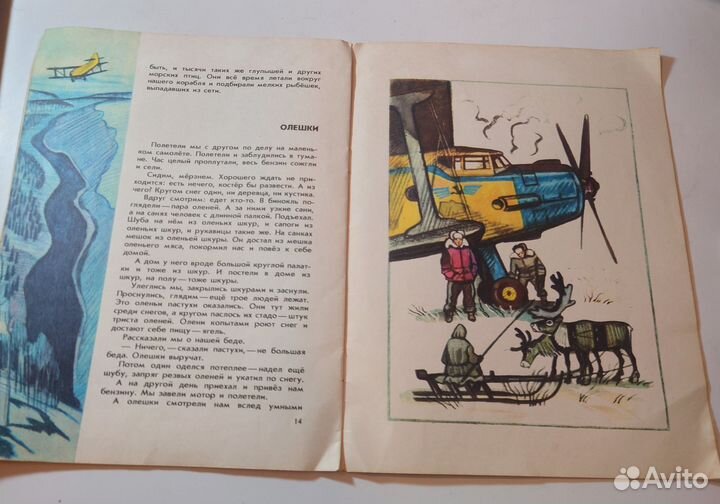 быть, и тысячи таких же глупышей и других
морских птиц. Они всё время летали вокруг
нашего корабля и подбирали мелких рыбёшек,
выпадавших из сети.
ОЛЕШКИ
Полетели мы с другом по делу на малень-
ком самолёте. Полетели и заблудились в тума-
не. Час целый проплутали, весь бензин сожгли
и сели.
Сидим, мёрзнем. Хорошего ждать не при-
ходится: есть нечего, костёр бы развести. А из
чего? Кругом снег один, ни деревца, ни кустика.
Вдруг смотрим: едет кто-то. В бинокль по-
глядели — пара оленей. А за ними узкие сани,
а на санях человек с длинной палкой. Подъехал.
Шуба на нём из оленьих шкур, и сапоги из
оленьих шкур, и рукавицы такие же. На санках
мешок из оленьей шкуры. Он достал из мешка
оленьего мяса, покормил нас и повёз к себе
домой.
А дом у него вроде большой круглой палат-
ки и тоже из шкур. И постели в доме из
шкур, на полу — тоже шкуры.
Улеглись мы, закрылись шкурами и заснули.
Проснулись, глядим — ещё трое людей лежат.
Это оленьи пастухи оказались. Они тут жили
среди снегов, а кругом паслось их стадо — штук
триста оленей. Олени копытами роют снег и
достают себе пищу — ягель.
Рассказали мы о нашей беде.
— Ничего, — сказали пастухи, — не большая
беда. Олешки выручат.
Потом один оделся потеплее — надел ещё
шубу, запряг резвых оленей и укатил по снегу.
А на другой день приехал и привёз нам
бензину. Мы завели мотор и полетели.
А олешки смотрели нам вслед умными
14
Avito